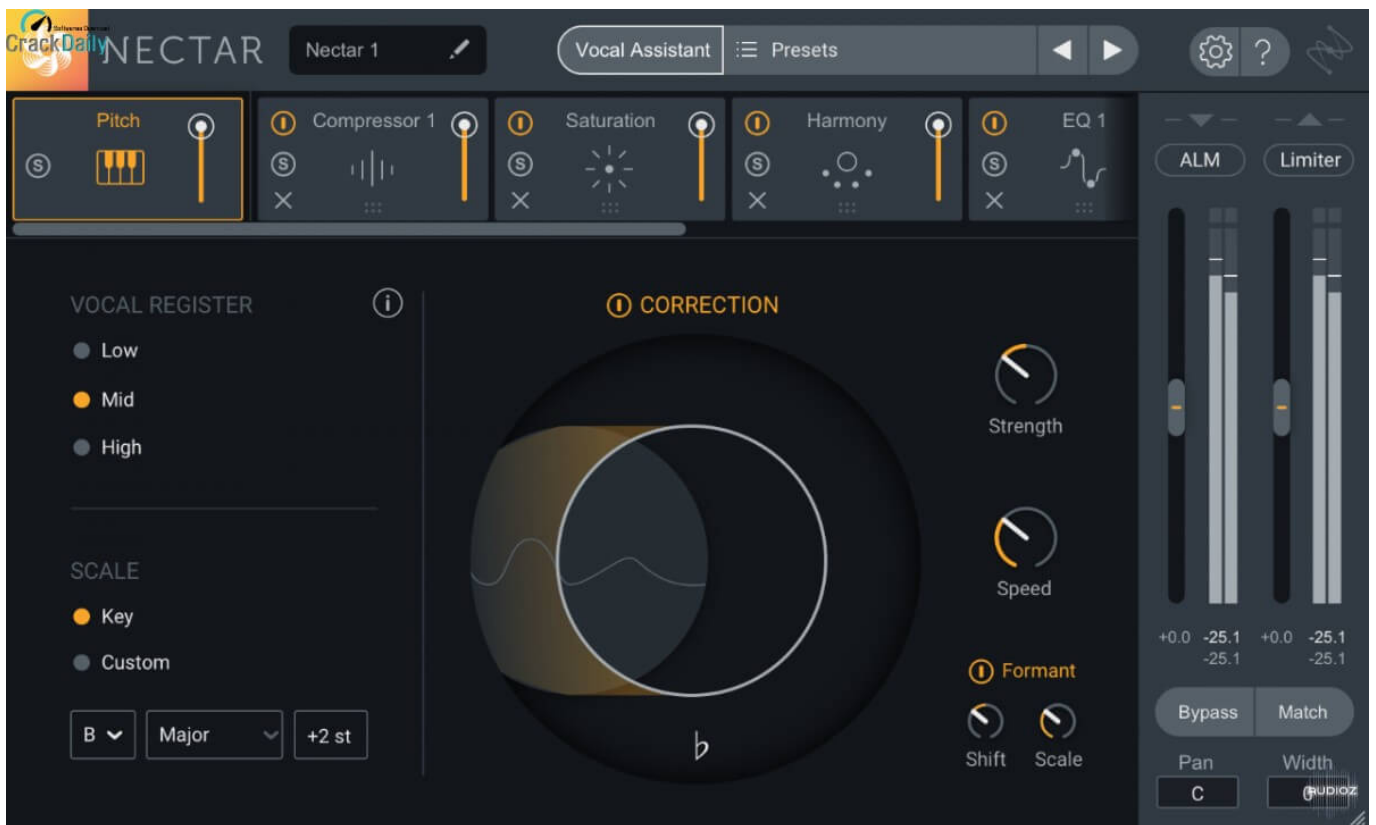 Softwares Download
CrackDaily
NECTAR
Nectar 1
Vocal Assistant
Presets
?
Pitch
S
Compressor 1
S
Saturation
S
Harmony
S
EQ 1
S
ALM
Limiter
VOCAL REGISTER
i
Low
Mid
High
SCALE
Key
Custom
B
Major
+2 st
CORRECTION
♭
Strength
Speed
Formant
Shift
Scale
+0.0 -25.1 +0.0 -25.1
-25.1 -25.1
Bypass
Match
Pan
Width
C
AUDIOZ